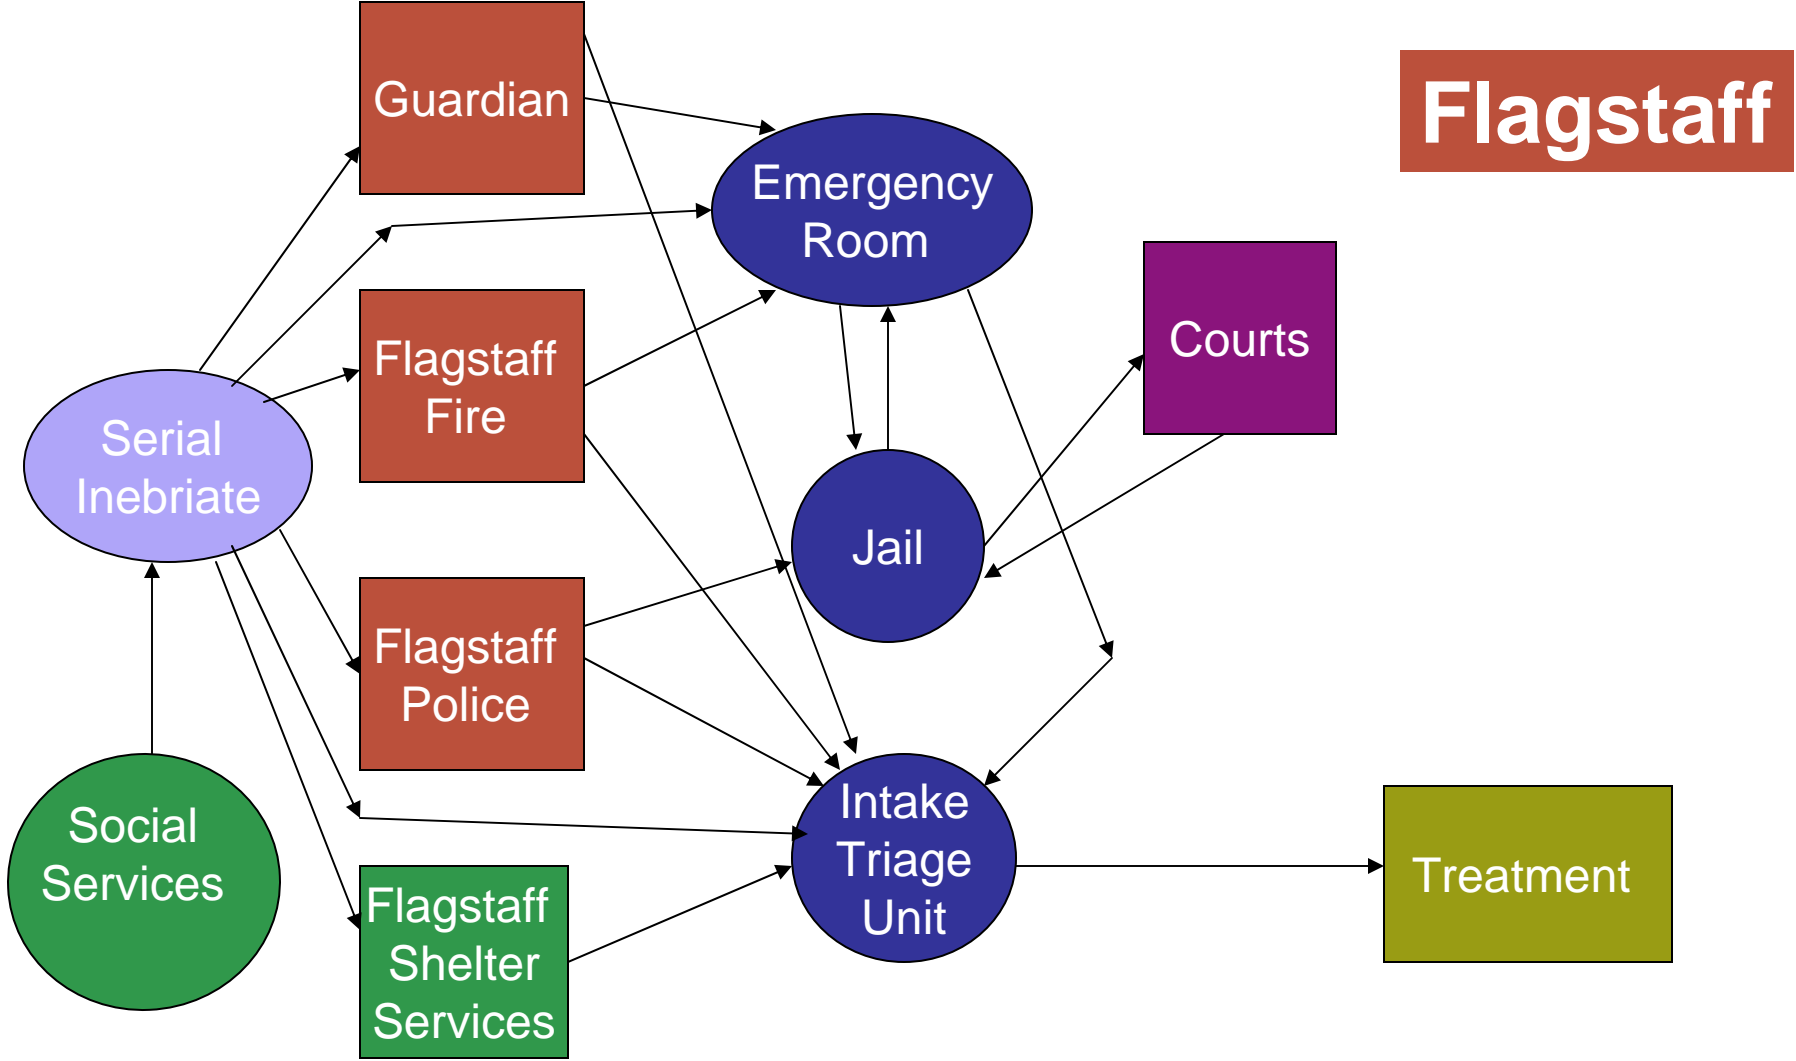 Guardian
Flagstaff
Emergency
Room
Courts
Flagstaff
Fire
Serial
Inebriate
Jail
Flagstaff
Police
Social
Services
Intake
Triage
Unit
Treatment
Flagstaff
Shelter
Services